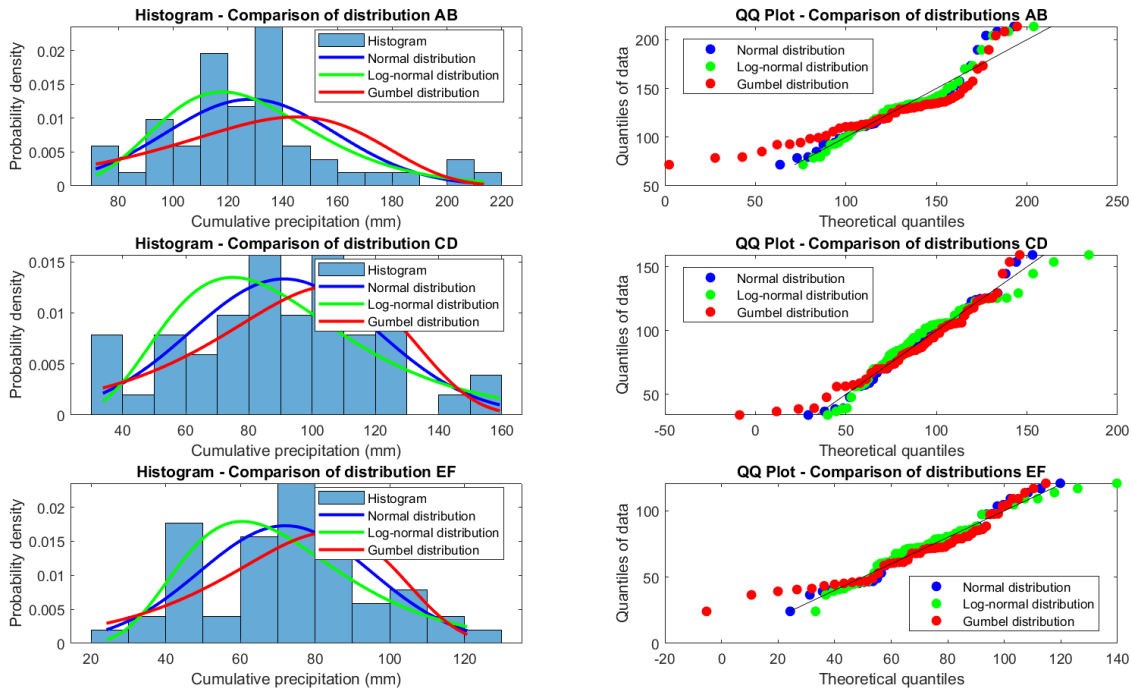 Histogram - Comparison of distribution AB
Probability density
0.02
0.015
0.01
0.005
0
80 100 120 140 160 180 200 220
Cumulative precipitation (mm)
Histogram
Normal distribution
Log-normal distribution
Gumbel distribution
QQ Plot - Comparison of distributions AB
Quantiles of data
200
150
100
50
0 50 100 150 200 250
Theoretical quantiles
Normal distribution
Log-normal distribution
Gumbel distribution
Histogram - Comparison of distribution CD
Probability density
0.015
0.01
0.005
0
40 60 80 100 120 140 160
Cumulative precipitation (mm)
Histogram
Normal distribution
Log-normal distribution
Gumbel distribution
QQ Plot - Comparison of distributions CD
Quantiles of data
150
100
50
-50 0 50 100 150 200
Theoretical quantiles
Normal distribution
Log-normal distribution
Gumbel distribution
Histogram - Comparison of distribution EF
Probability density
0.02
0.015
0.01
0.005
0
20 40 60 80 100 120
Cumulative precipitation (mm)
Histogram
Normal distribution
Log-normal distribution
Gumbel distribution
QQ Plot - Comparison of distributions EF
Quantiles of data
100
50
0
-20 0 20 40 60 80 100 120 140
Theoretical quantiles
Normal distribution
Log-normal distribution
Gumbel distribution